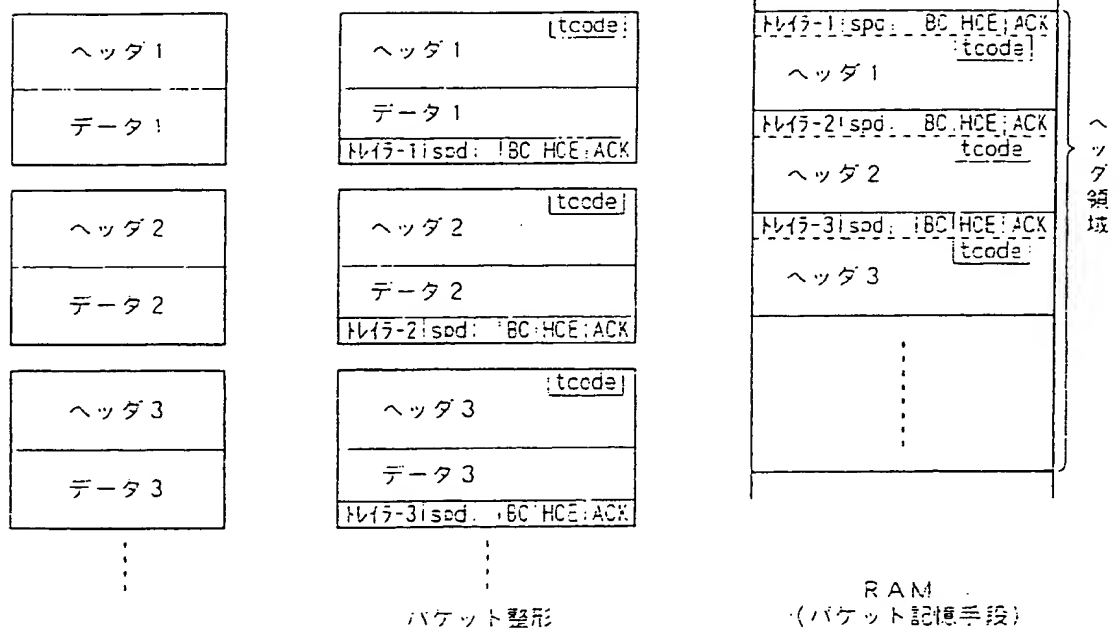 ヘッダ1
データ1
ヘッダ2
データ2
ヘッダ3
データ3
tcode
ヘッダ1
データ1
トレイラ-1 spd BC HCE ACK
tcode
ヘッダ2
データ2
トレイラ-2 spd BC HCE ACK
tcode
ヘッダ3
データ3
トレイラ-3 spd BC HCE ACK
パケット整形
トレイラ-1 spd BC HCE ACK
tcode
ヘッダ1
トレイラ-2 spd BC HCE ACK
tcode
ヘッダ2
トレイラ-3 spd BC HCE ACK
tcode
ヘッダ3
ヘッダ領域
RAM
(パケット記憶手段)